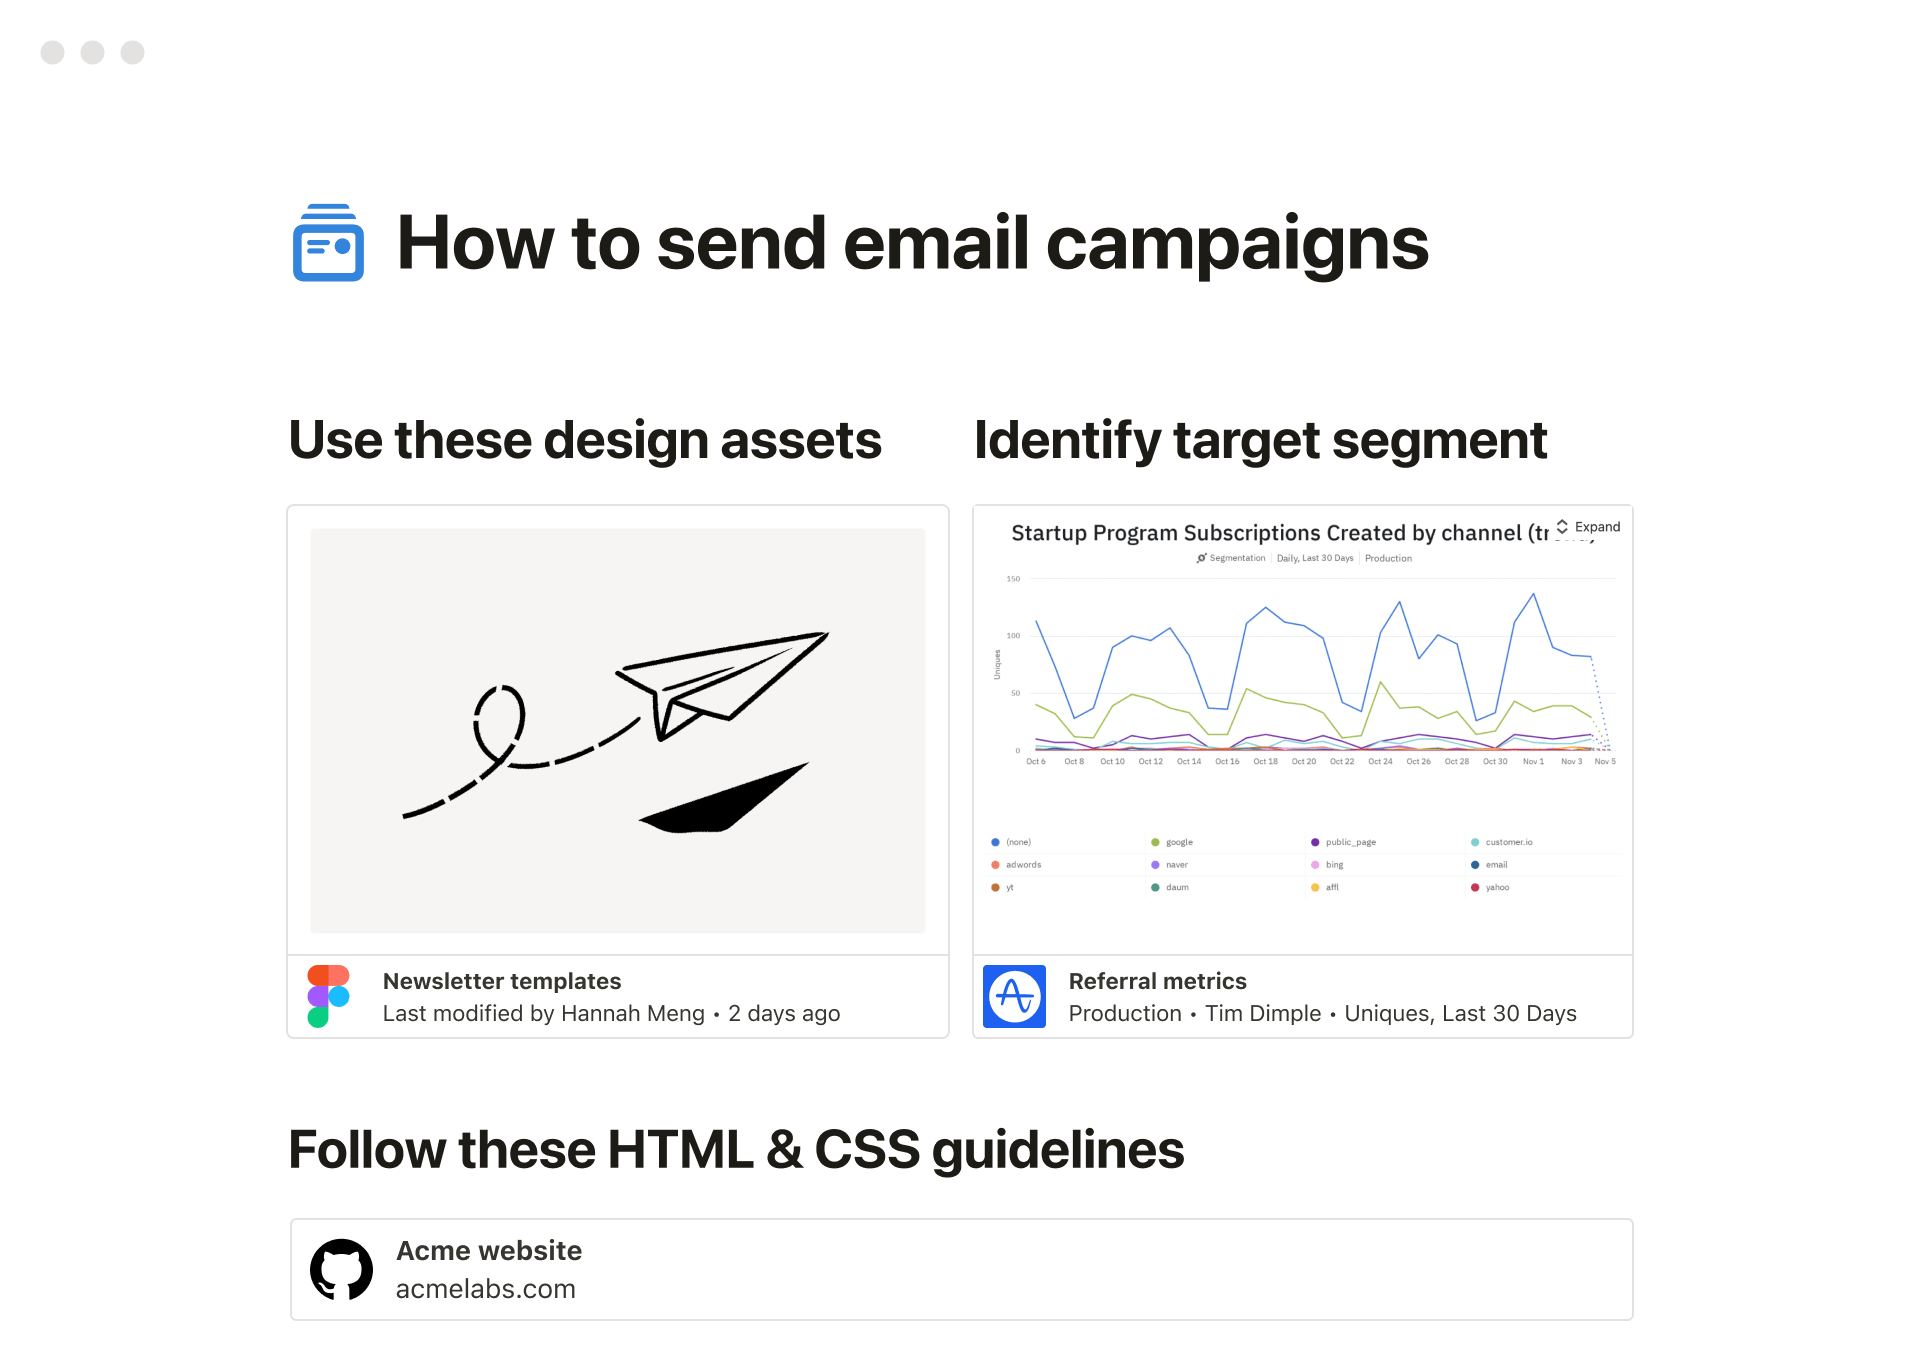 How to send email campaigns
Use these design assets
Newsletter templates
Last modified by Hannah Meng • 2 days ago
Identify target segment
Startup Program Subscriptions Created by channel
Expand
Segmentation | Daily, Last 30 Days | Production
150
100
50
0
Uniques
Oct 6 Oct 8 Oct 10 Oct 12 Oct 14 Oct 16 Oct 18 Oct 20 Oct 22 Oct 24 Oct 26 Oct 28 Oct 30 Nov 1 Nov 3 Nov 5
(none) google public_page customer.io
adwords naver bing email
yt daum affl yahoo
Referral metrics
Production • Tim Dimple • Uniques, Last 30 Days
Follow these HTML & CSS guidelines
Acme website
acmelabs.com